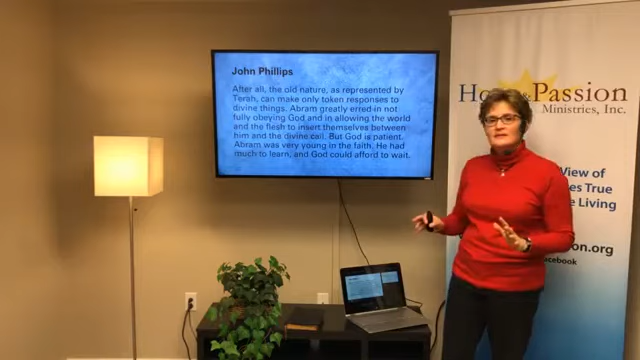 John Phillips
After all, the old nature, as represented by
Terah, can make only token responses to
divine things. Abram greatly erred in not
fully obeying God and in allowing the world
and the flesh to insert themselves between
him and the divine call. But God is patient.
Abram was very young in the faith. He had
much to learn, and God could afford to wait.
Passion
Ministries, Inc.
View of
es True
Living
on.org
cebook